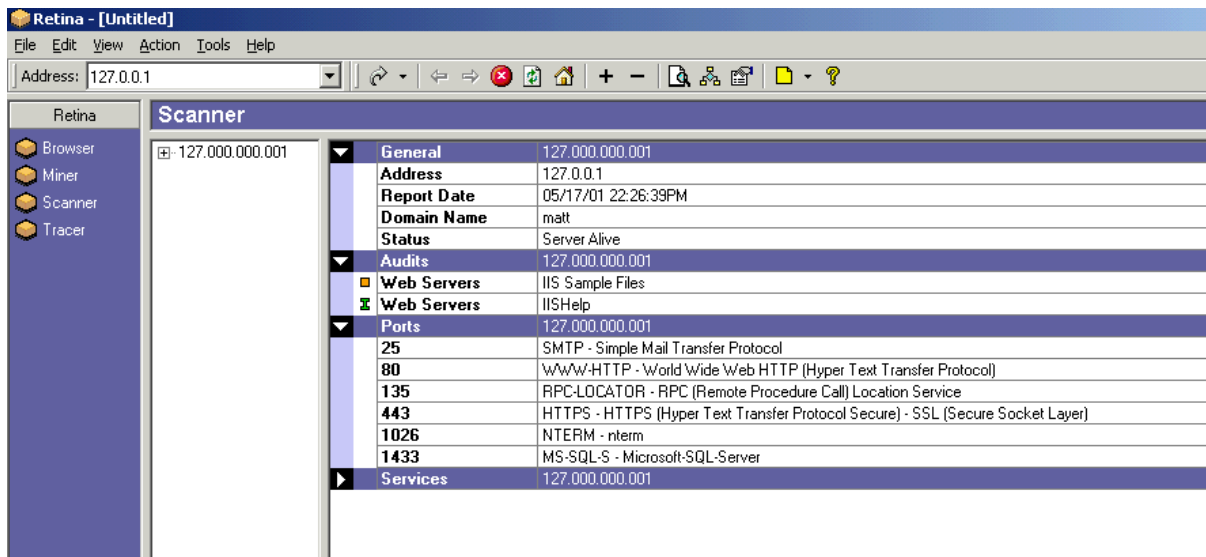 Retina - [Untitled]
File Edit View Action Tools Help
Address: 127.0.0.1
Retina
Browser
Miner
Scanner
Tracer
Scanner
127.000.000.001
General 127.000.000.001
Address 127.0.0.1
Report Date 05/17/01 22:26:39PM
Domain Name matt
Status Server Alive
Audits 127.000.000.001
Web Servers IIS Sample Files
Web Servers IISHelp
Ports 127.000.000.001
25 SMTP - Simple Mail Transfer Protocol
80 WWW-HTTP - World Wide Web HTTP (Hyper Text Transfer Protocol)
135 RPC-LOCATOR - RPC (Remote Procedure Call) Location Service
443 HTTPS - HTTPS (Hyper Text Transfer Protocol Secure) - SSL (Secure Socket Layer)
1026 NTERM - nterm
1433 MS-SQL-S - Microsoft-SQL-Server
Services 127.000.000.001